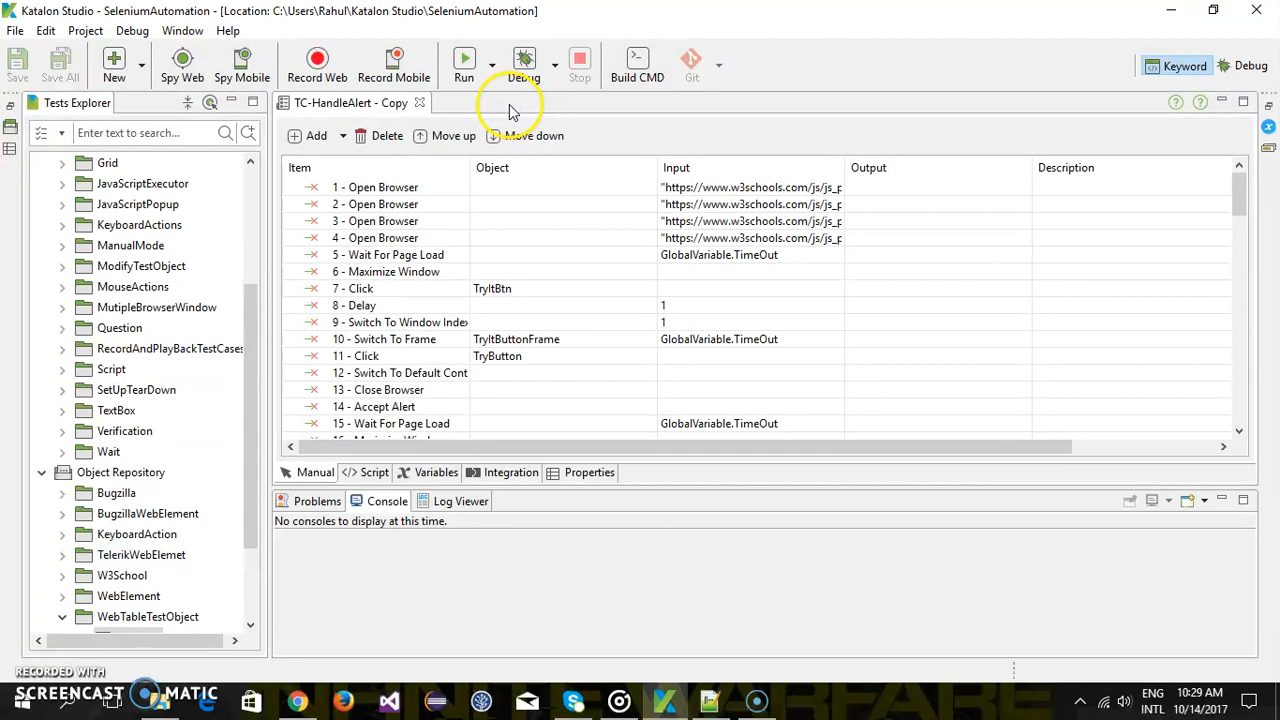 Katalon Studio - SeleniumAutomation - [Location: C:\Users\Rahul\Katalon Studio\SeleniumAutomation]
File Edit Project Debug Window Help
Save Save All New Spy Web Spy Mobile Record Web Record Mobile Run Debug Stop Build CMD Git Keyword Debug
Tests Explorer
TC-HandleAlert - Copy
Enter text to search...
Add Delete Move up Move down
Item Object Input Output Description
1 - Open Browser "https://www.w3schools.com/js/js_p
2 - Open Browser "https://www.w3schools.com/js/js_p
3 - Open Browser "https://www.w3schools.com/js/js_p
4 - Open Browser "https://www.w3schools.com/js/js_p
5 - Wait For Page Load GlobalVariable.TimeOut
6 - Maximize Window
7 - Click TryItBtn
8 - Delay 1
9 - Switch To Window Index 1
10 - Switch To Frame TryItButtonFrame GlobalVariable.TimeOut
11 - Click TryButton
12 - Switch To Default Cont
13 - Close Browser
14 - Accept Alert
15 - Wait For Page Load GlobalVariable.TimeOut
Grid
JavaScriptExecutor
JavaScriptPopup
KeyboardActions
ManualMode
ModifyTestObject
MouseActions
MutipleBrowserWindow
Question
RecordAndPlayBackTestCases
Script
SetUpTearDown
TextBox
Verification
Wait
Object Repository
Bugzilla
BugzillaWebElement
KeyboardAction
TelerikWebElemet
W3School
WebElement
WebTableTestObject
Manual Script Variables Integration Properties
Problems Console Log Viewer
No consoles to display at this time.
RECORDED WITH
SCREENCAST MATIC
ENG 10:29 AM
INTL 10/14/2017